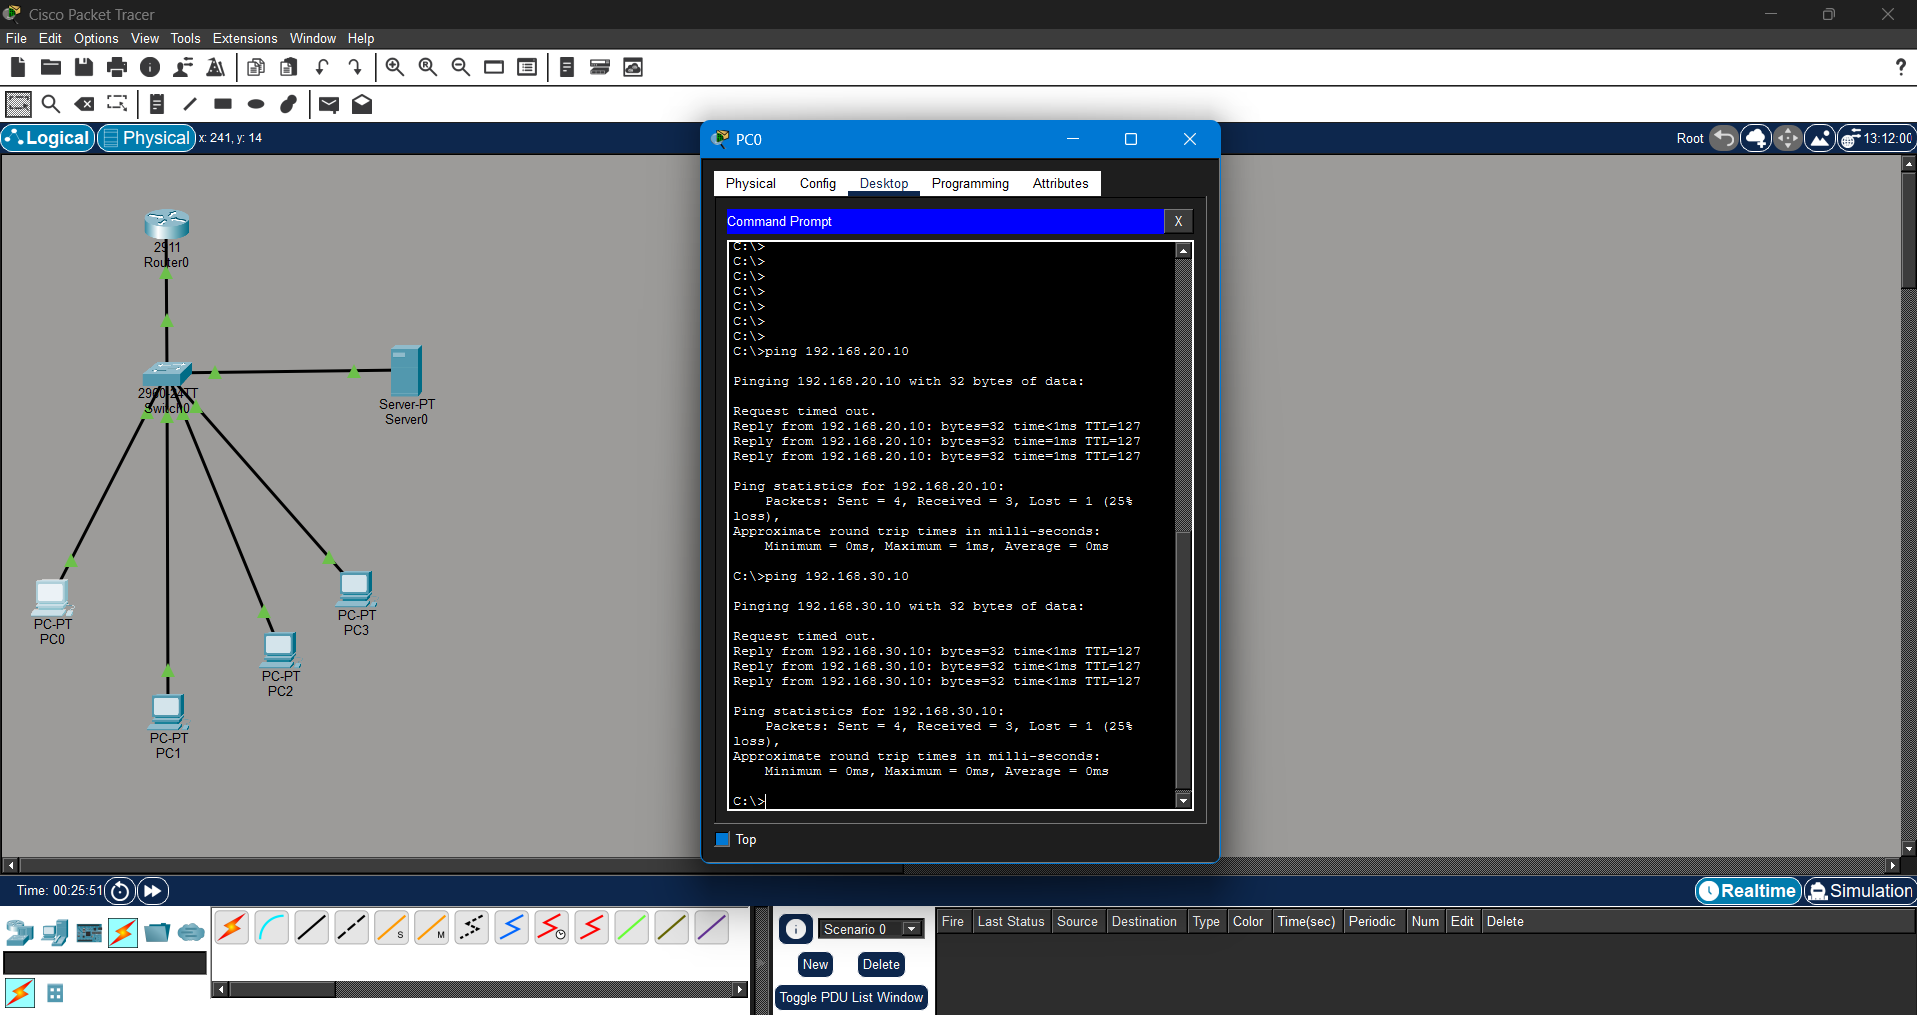 Cisco Packet Tracer
File Edit Options View Tools Extensions Window Help
?
Logical Physical x: 241, y: 14
Root 13:12:00
2911
Router0
2960-24TT
Switch0
Server-PT
Server0
PC-PT
PC0
PC-PT
PC1
PC-PT
PC2
PC-PT
PC3
PC0
Physical Config Desktop Programming Attributes
Command Prompt X
C:\>
C:\>
C:\>
C:\>
C:\>
C:\>
C:\>
C:\>ping 192.168.20.10
Pinging 192.168.20.10 with 32 bytes of data:
Request timed out.
Reply from 192.168.20.10: bytes=32 time<1ms TTL=127
Reply from 192.168.20.10: bytes=32 time=1ms TTL=127
Reply from 192.168.20.10: bytes=32 time=1ms TTL=127
Ping statistics for 192.168.20.10:
Packets: Sent = 4, Received = 3, Lost = 1 (25%
loss),
Approximate round trip times in milli-seconds:
Minimum = 0ms, Maximum = 1ms, Average = 0ms
C:\>ping 192.168.30.10
Pinging 192.168.30.10 with 32 bytes of data:
Request timed out.
Reply from 192.168.30.10: bytes=32 time<1ms TTL=127
Reply from 192.168.30.10: bytes=32 time<1ms TTL=127
Reply from 192.168.30.10: bytes=32 time<1ms TTL=127
Ping statistics for 192.168.30.10:
Packets: Sent = 4, Received = 3, Lost = 1 (25%
loss),
Approximate round trip times in milli-seconds:
Minimum = 0ms, Maximum = 0ms, Average = 0ms
C:\>
Top
Time: 00:25:51
Realtime Simulation
S
M
Scenario 0
New Delete
Toggle PDU List Window
Fire Last Status Source Destination Type Color Time(sec) Periodic Num Edit Delete